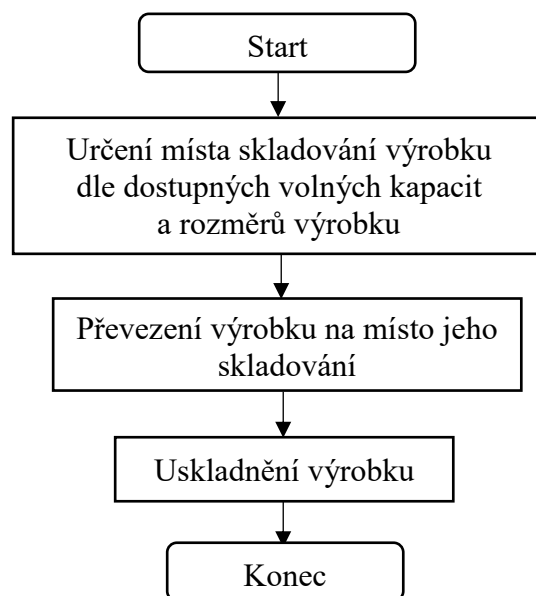 Start
Určení místa skladování výrobku
dle dostupných volných kapacit
a rozměrů výrobku
Převezení výrobku na místo jeho
skladování
Uskladnění výrobku
Konec